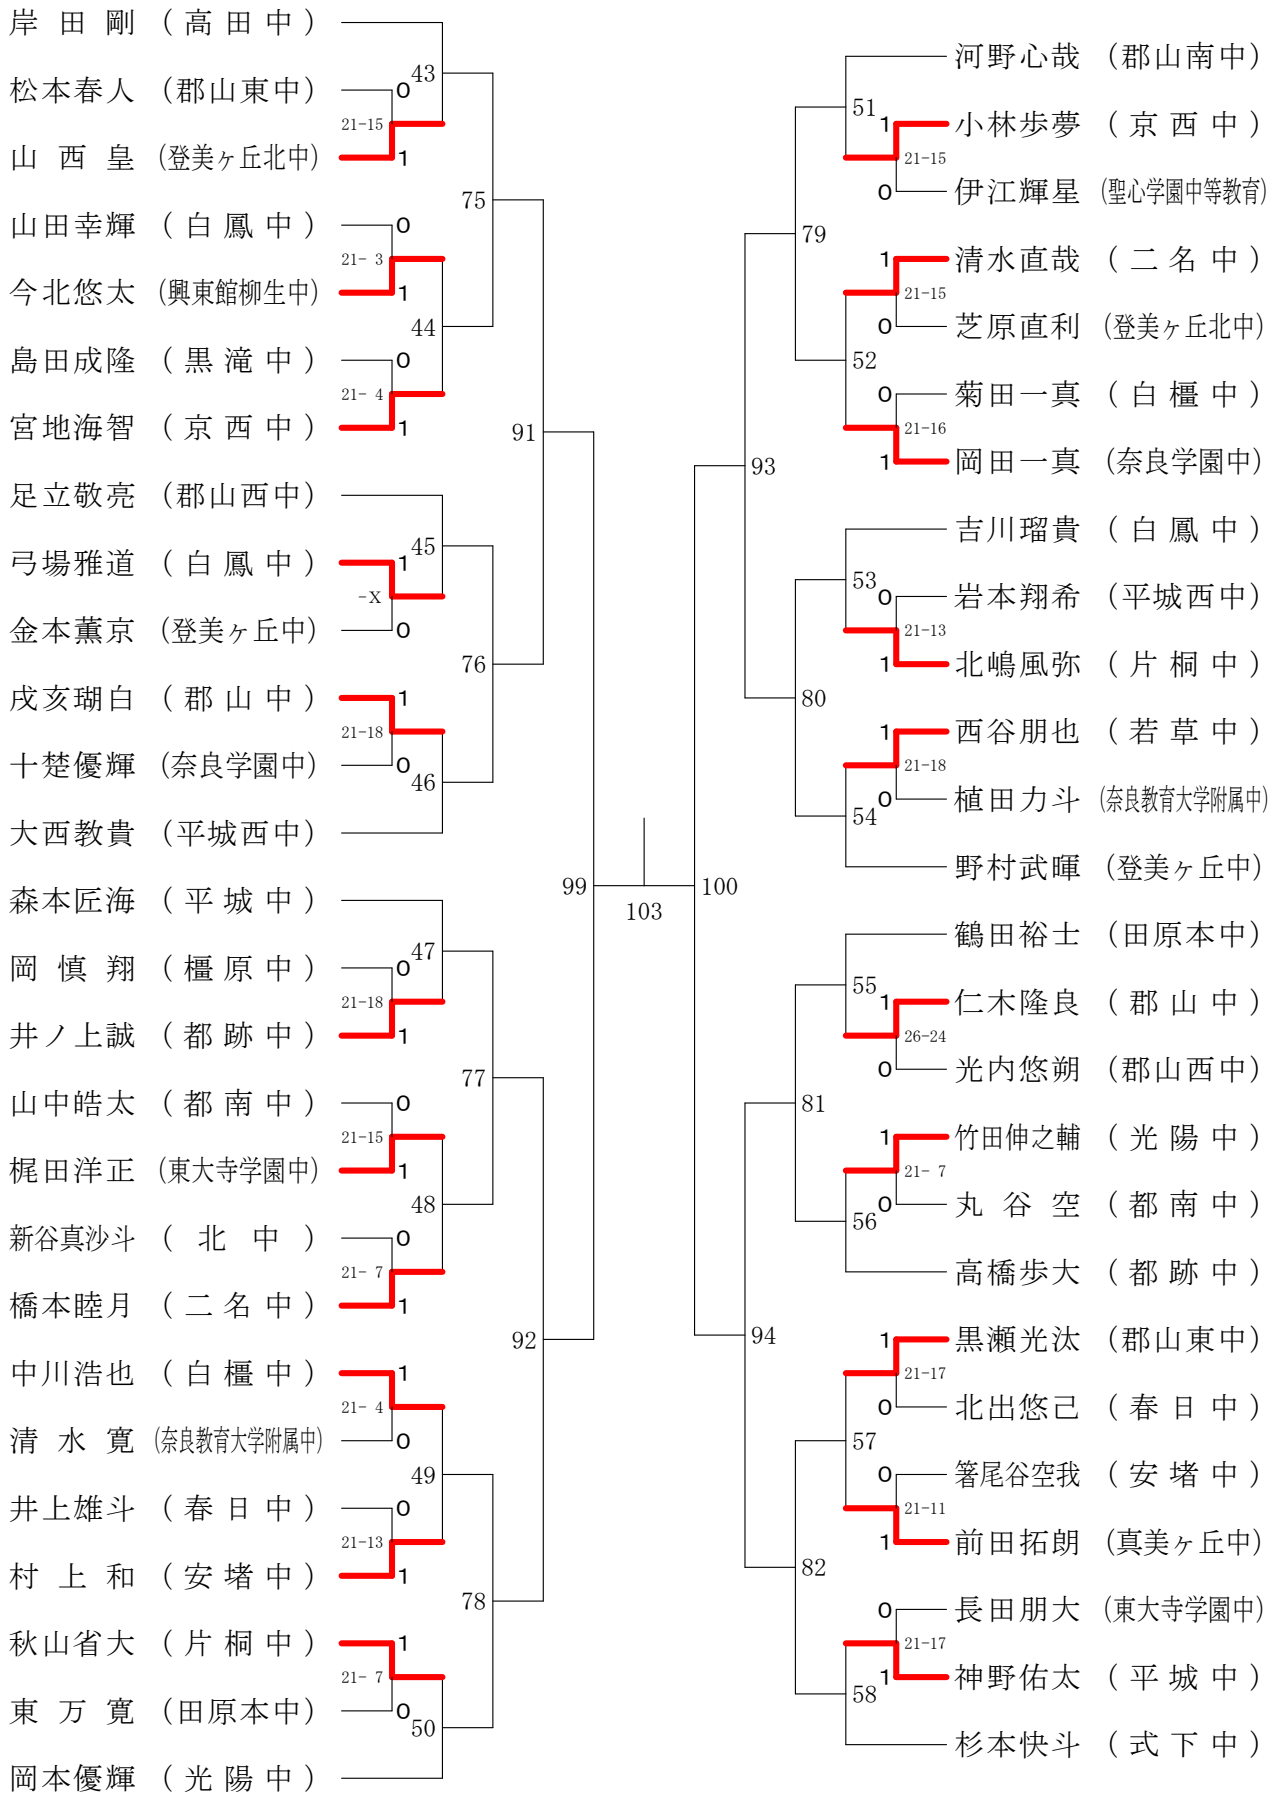 岸田剛 (高田中)
松本春人 (郡山東中)
山西皇 (登美ヶ丘北中)
山田幸輝 (白鳳中)
今北悠太 (興東館柳生中)
島田成隆 (黒滝中)
宮地海智 (京西中)
足立敬亮 (郡山西中)
弓場雅道 (白鳳中)
金本薫京 (登美ヶ丘中)
戌亥瑚白 (郡山中)
十楚優輝 (奈良学園中)
大西教貴 (平城西中)
森本匠海 (平城中)
岡慎翔 (橿原中)
井ノ上誠 (都跡中)
山中皓太 (都南中)
梶田洋正 (東大寺学園中)
新谷真沙斗 (北中)
橋本睦月 (二名中)
中川浩也 (白橿中)
清水寛 (奈良教育大学附属中)
井上雄斗 (春日中)
村上和 (安堵中)
秋山省大 (片桐中)
東万寛 (田原本中)
岡本優輝 (光陽中)
0
21-15
1
43
0
21- 3
1
44
0
21- 4
1
75
1
-X
0
45
1
21-18
0
46
76
91
0
21-18
1
47
0
21-15
1
48
0
21- 7
1
77
1
21- 4
0
49
0
21-13
1
1
21- 7
0
50
78
92
99
103
100
93
79
51
1
21-15
0
1
21-15
0
52
0
21-16
1
53
0
21-13
1
80
1
21-18
0
54
55
1
26-24
0
81
1
21- 7
0
56
94
1
21-17
0
57
0
21-11
1
82
0
21-17
1
58
河野心哉 (郡山南中)
小林歩夢 (京西中)
伊江輝星 (聖心学園中等教育)
清水直哉 (二名中)
芝原直利 (登美ヶ丘北中)
菊田一真 (白橿中)
岡田一真 (奈良学園中)
吉川瑠貴 (白鳳中)
岩本翔希 (平城西中)
北嶋風弥 (片桐中)
西谷朋也 (若草中)
植田力斗 (奈良教育大学附属中)
野村武暉 (登美ヶ丘中)
鶴田裕士 (田原本中)
仁木隆良 (郡山中)
光内悠朔 (郡山西中)
竹田伸之輔 (光陽中)
丸谷空 (都南中)
高橋歩大 (都跡中)
黒瀬光汰 (郡山東中)
北出悠己 (春日中)
箸尾谷空我 (安堵中)
前田拓朗 (真美ヶ丘中)
長田朋大 (東大寺学園中)
神野佑太 (平城中)
杉本快斗 (式下中)